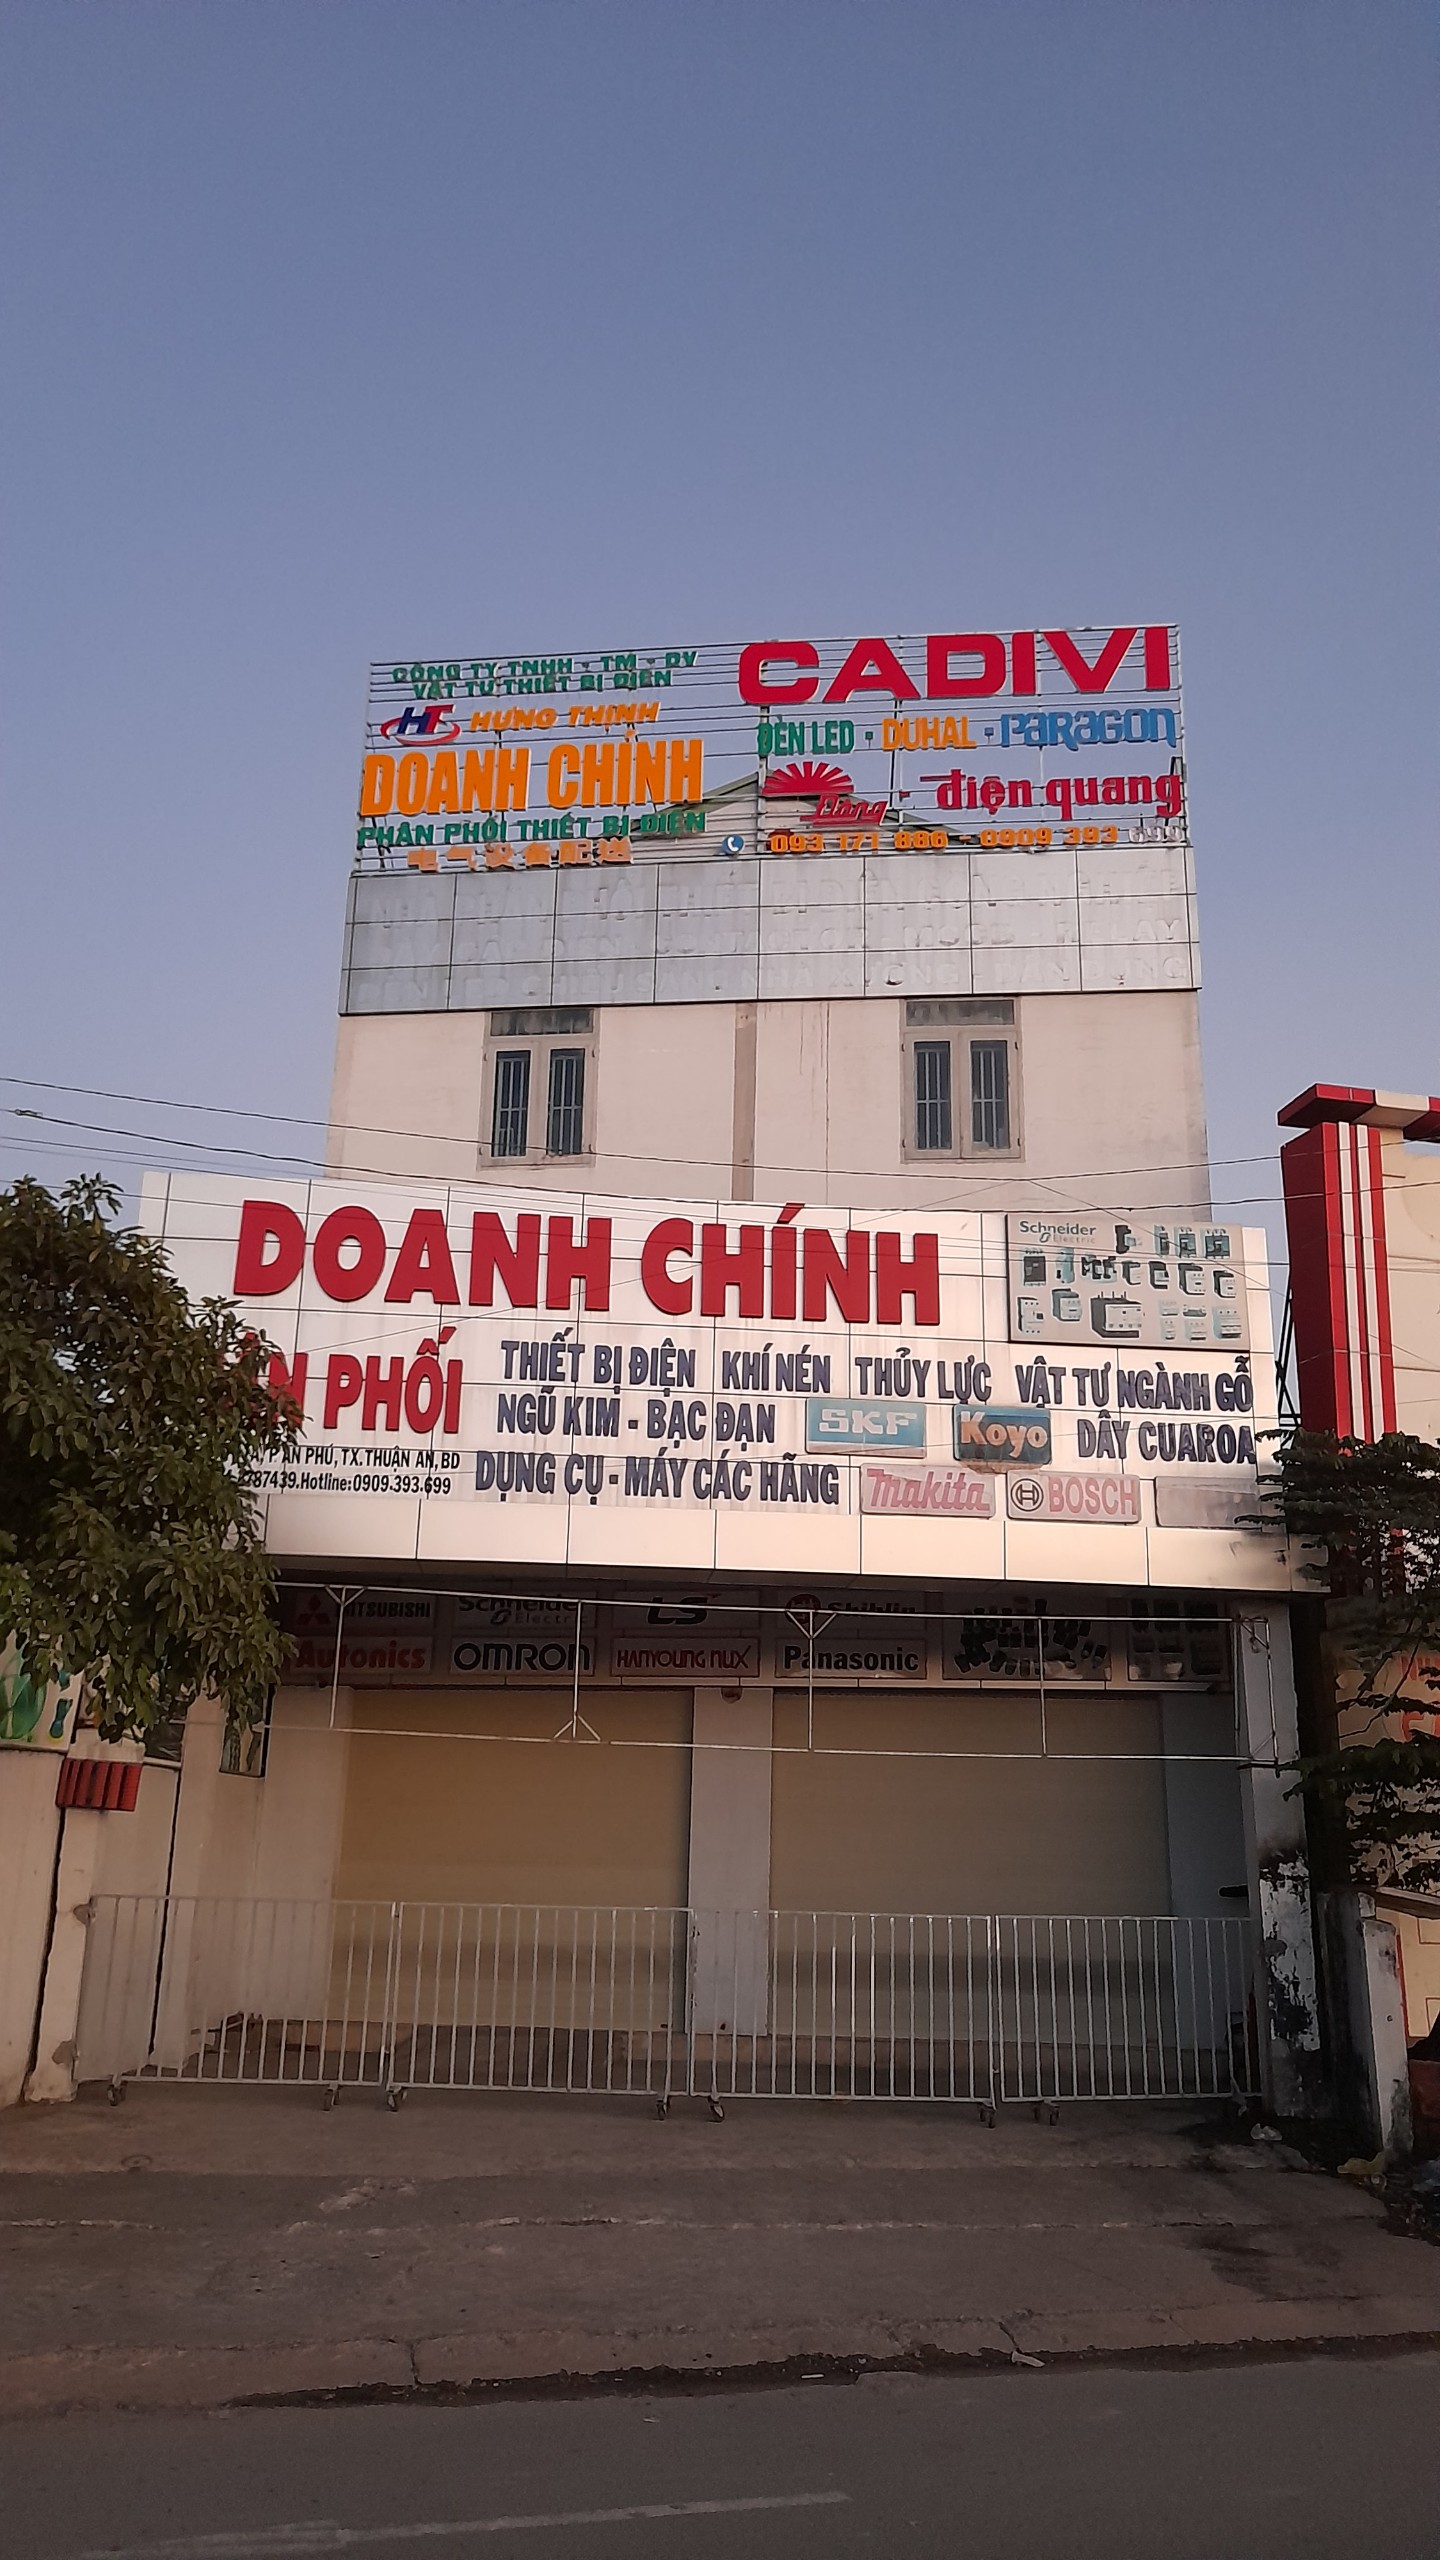 CÔNG TY TNHH - TM - DV
VẬT TƯ THIẾT BỊ ĐIỆN
HT HƯNG THỊNH
DOANH CHÍNH
PHÂN PHỐI THIẾT BỊ ĐIỆN
电气设备配送
CADIVI
ĐÈN LED - DUHAL - PARAGON
Rạng Đông - điện quang
093 171 886 - 0909 393 699
DOANH CHÍNH
Schneider
Electric
PHỐI
THIẾT BỊ ĐIỆN KHÍ NÉN THỦY LỰC VẬT TƯ NGÀNH GỖ
NGŨ KIM - BẠC ĐẠN SKF Koyo DÂY CUAROA
P AN PHÚ, TX.THUẬN AN, BD
3787439.Hotline:0909.393.699
DỤNG CỤ - MÁY CÁC HÃNG makita BOSCH
MITSUBISHI Schneider Electric LS Shihlin
Autonics OMRON HANYOUNG NUX Panasonic